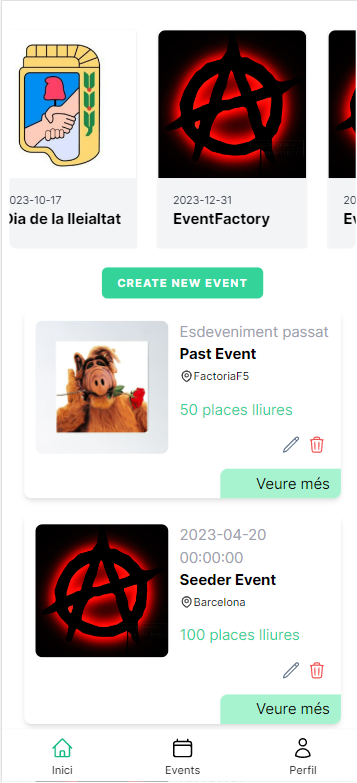 023-10-17
Dia de la lleialtat
2023-12-31
EventFactory
20
Ev
CREATE NEW EVENT
Esdeveniment passat
Past Event
FactoriaF5
50 places lliures
Veure més
2023-04-20
00:00:00
Seeder Event
Barcelona
100 places lliures
Veure més
Inici
Events
Perfil